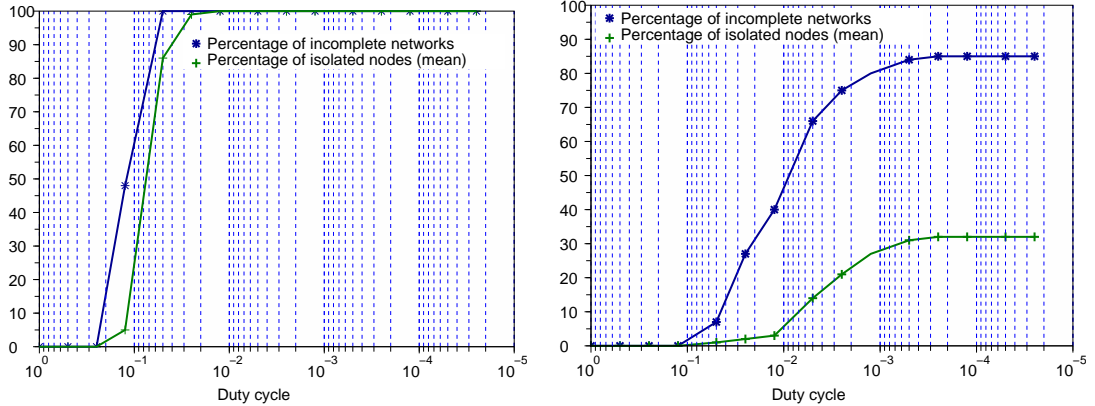 100
90
80
70
60
50
40
30
20
10
0
Percentage of incomplete networks
Percentage of isolated nodes (mean)
10^0 10^−1 10^−2 10^−3 10^−4 10^−5
Duty cycle
100
90
80
70
60
50
40
30
20
10
0
Percentage of incomplete networks
Percentage of isolated nodes (mean)
10^0 10^−1 10^−2 10^−3 10^−4 10^−5
Duty cycle